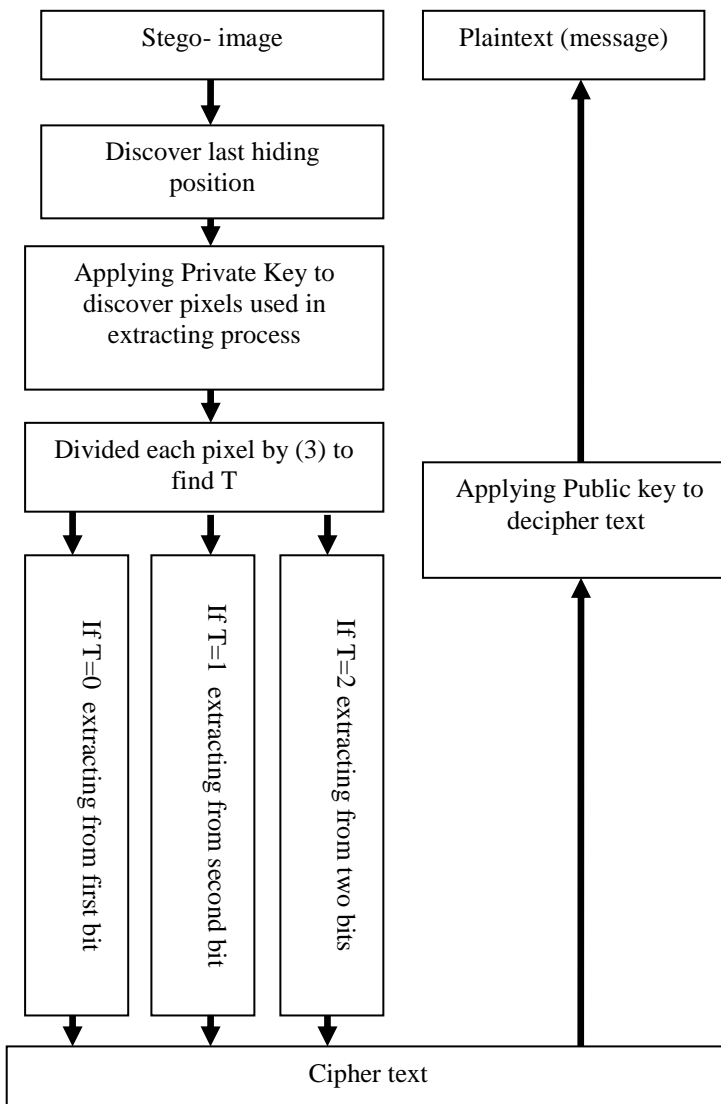 Stego- image
Discover last hiding
position
Applying Private Key to
discover pixels used in
extracting process
Divided each pixel by (3) to
find T
If T=0 extracting from first bit
If T=1 extracting from second bit
If T=2 extracting from two bits
Cipher text
Applying Public key to
decipher text
Plaintext (message)